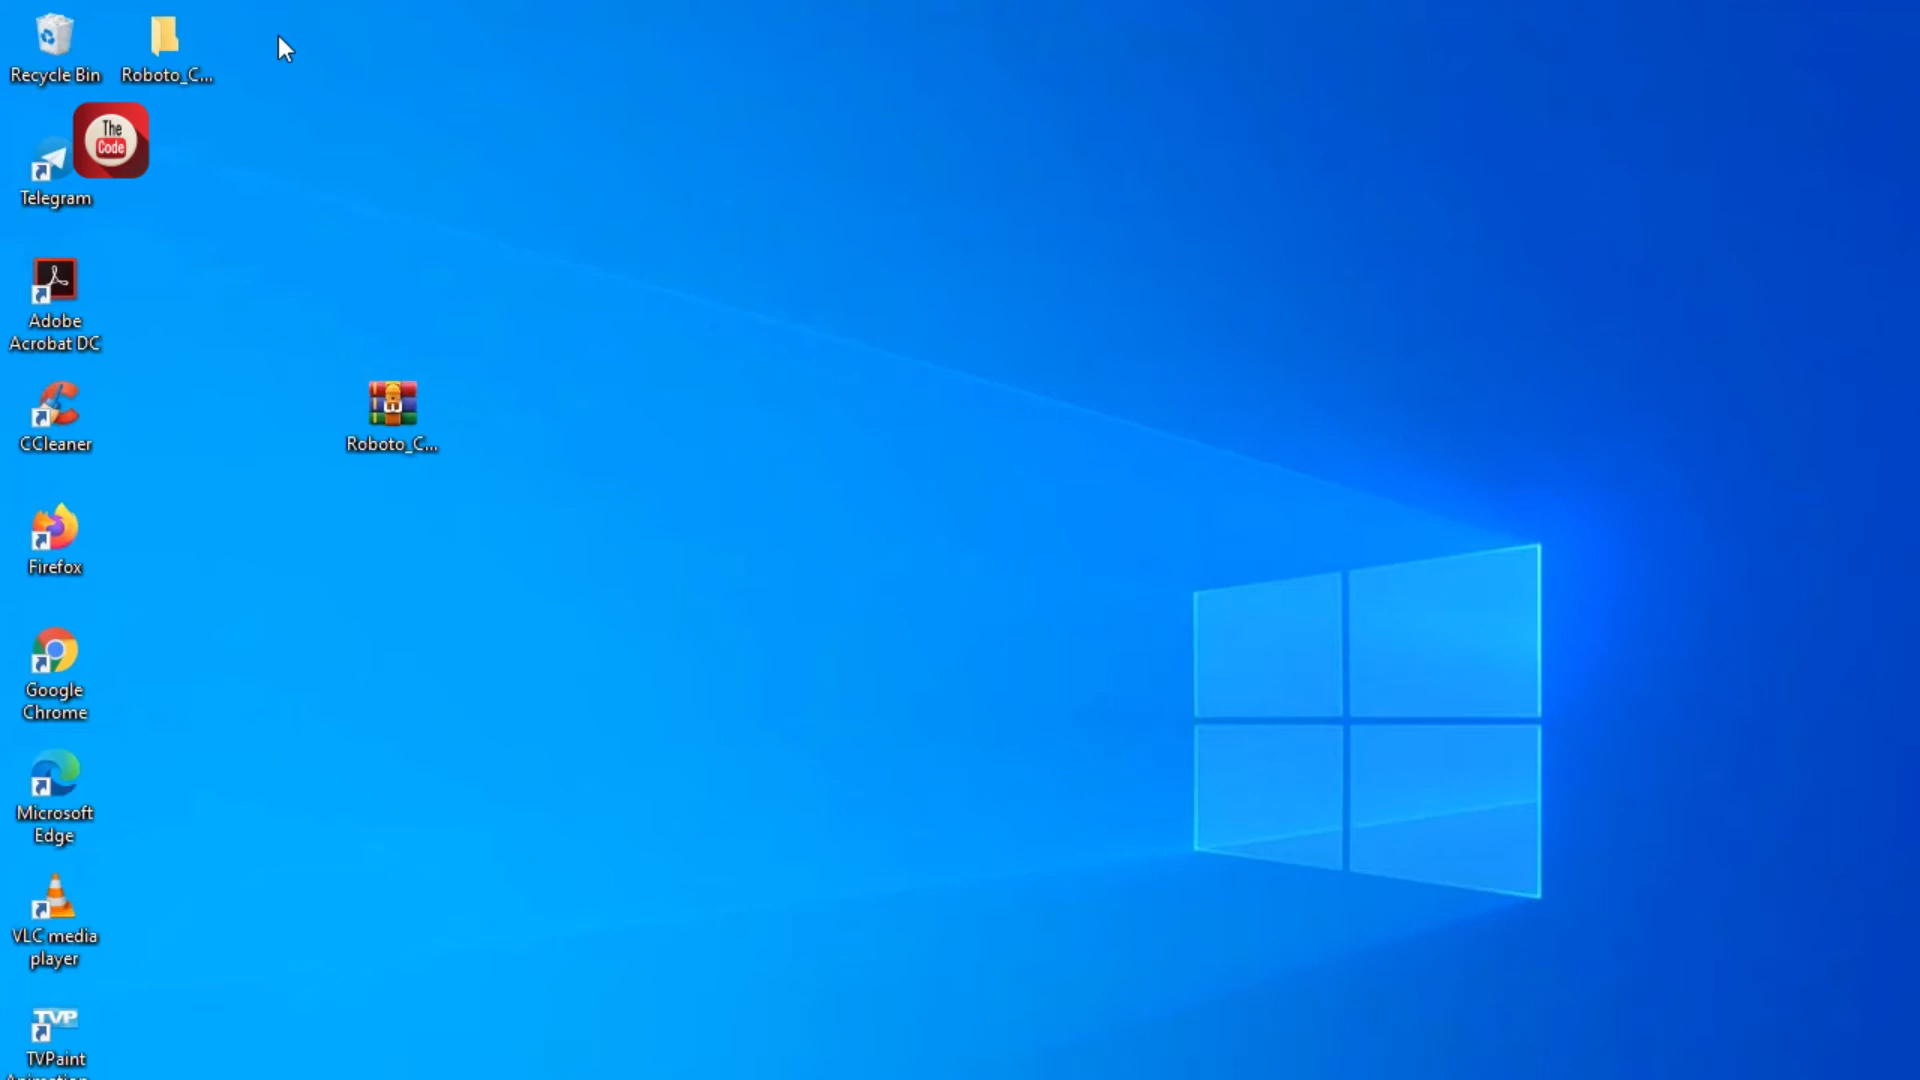 Recycle Bin
Roboto_C...
The
Code
Telegram
Adobe
Acrobat DC
CCleaner
Roboto_C...
Firefox
Google
Chrome
Microsoft
Edge
VLC media
player
TVP
TVPaint
Animation